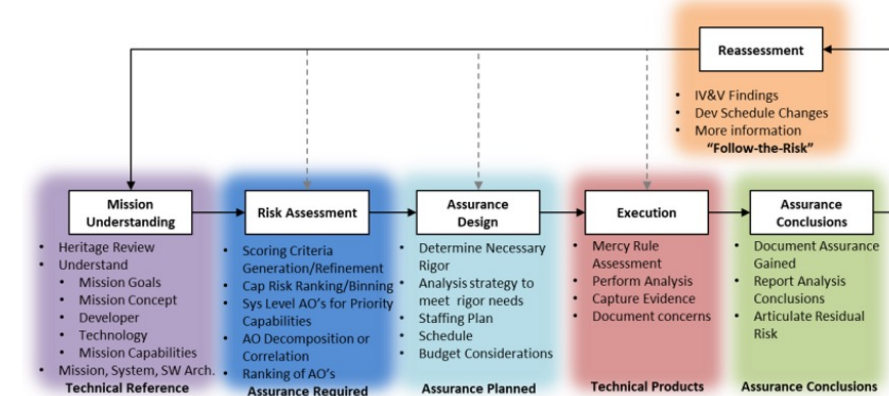 Reassessment
• IV&V Findings
• Dev Schedule Changes
• More information
"Follow-the-Risk"
Mission
Understanding
• Heritage Review
• Understand
• Mission Goals
• Mission Concept
• Developer
• Technology
• Mission Capabilities
• Mission, System, SW Arch.
Technical Reference
Risk Assessment
• Scoring Criteria
Generation/Refinement
• Cap Risk Ranking/Binning
• Sys Level AO's for Priority
Capabilities
• AO Decomposition or
Correlation
• Ranking of AO's
Assurance Required
Assurance
Design
• Determine Necessary
Rigor
• Analysis strategy to
meet rigor needs
• Staffing Plan
• Schedule
• Budget Considerations
Assurance Planned
Execution
• Mercy Rule
Assessment
• Perform Analysis
• Capture Evidence
• Document concerns
Technical Products
Assurance
Conclusions
• Document Assurance
Gained
• Report Analysis
Conclusions
• Articulate Residual
Risk
Assurance Conclusions